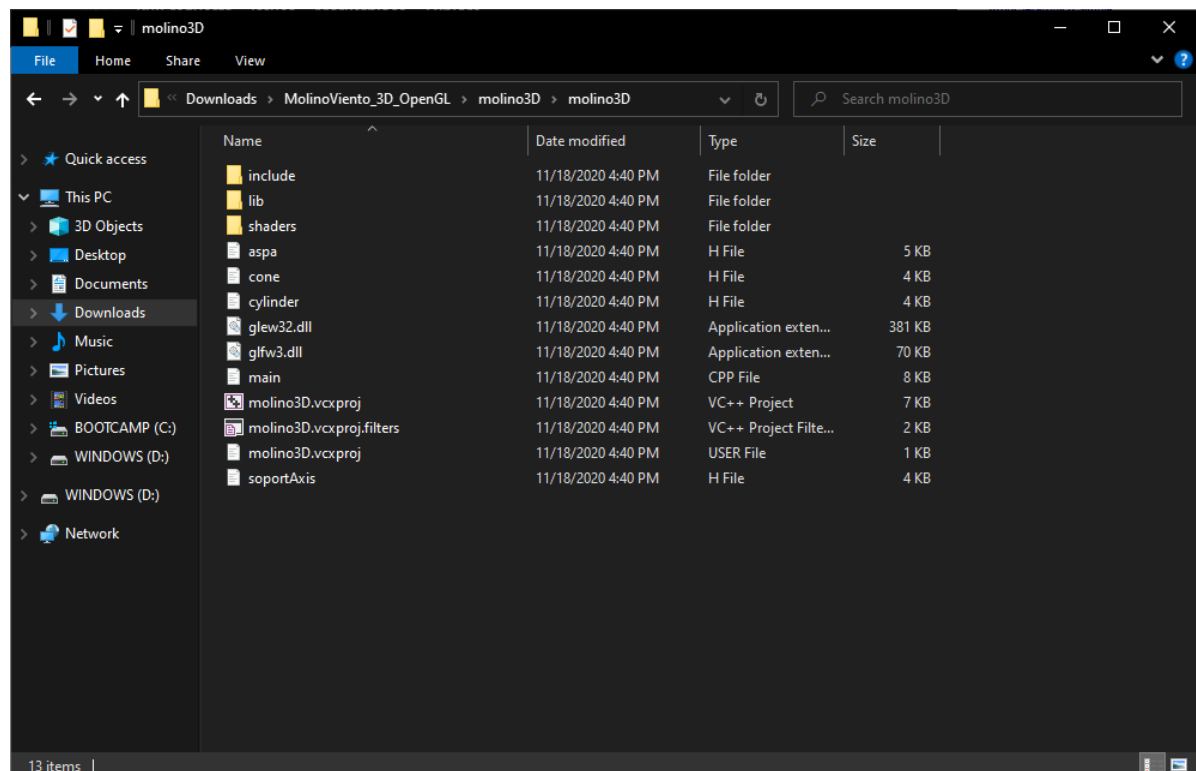 molino3D
File Home Share View
« Downloads > MolinoViento_3D_OpenGL > molino3D > molino3D
Search molino3D
Name Date modified Type Size
Quick access
This PC
3D Objects
Desktop
Documents
Downloads
Music
Pictures
Videos
BOOTCAMP (C:)
WINDOWS (D:)
WINDOWS (D:)
Network
include 11/18/2020 4:40 PM File folder
lib 11/18/2020 4:40 PM File folder
shaders 11/18/2020 4:40 PM File folder
aspa 11/18/2020 4:40 PM H File 5 KB
cone 11/18/2020 4:40 PM H File 4 KB
cylinder 11/18/2020 4:40 PM H File 4 KB
glew32.dll 11/18/2020 4:40 PM Application exten... 381 KB
glfw3.dll 11/18/2020 4:40 PM Application exten... 70 KB
main 11/18/2020 4:40 PM CPP File 8 KB
molino3D.vcxproj 11/18/2020 4:40 PM VC++ Project 7 KB
molino3D.vcxproj.filters 11/18/2020 4:40 PM VC++ Project Filte... 2 KB
molino3D.vcxproj 11/18/2020 4:40 PM USER File 1 KB
soportAxis 11/18/2020 4:40 PM H File 4 KB
13 items